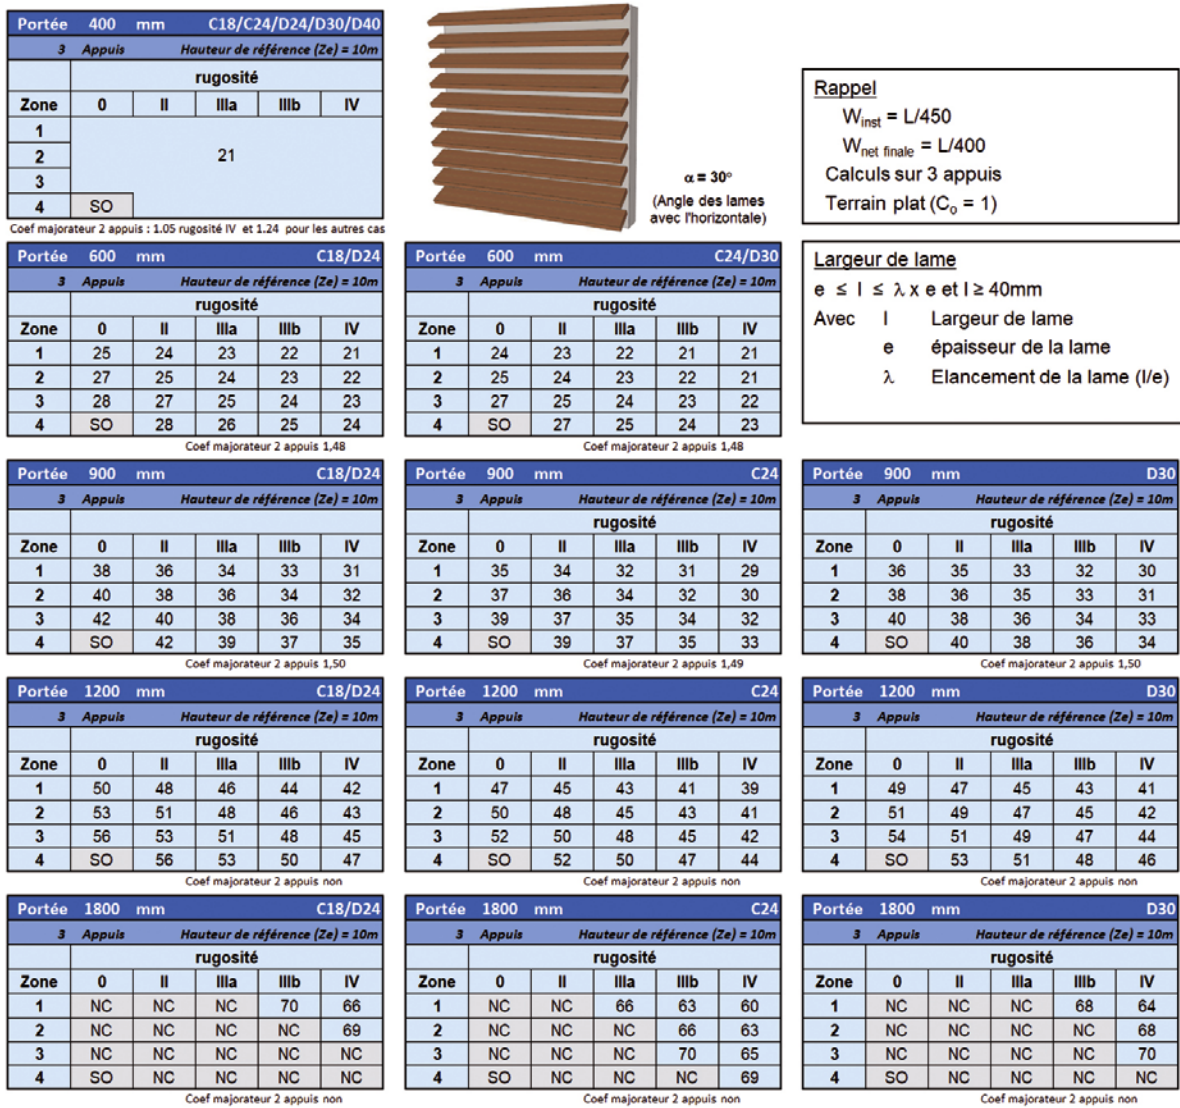 Portée 400 mm C18/C24/D24/D30/D40
3 Appuis Hauteur de référence (Ze) = 10m
rugosité
Zone 0 II IIIa IIIb IV
1
2 21
3
4 SO
Coef majorateur 2 appuis : 1.05 rugosité IV et 1.24 pour les autres cas
α = 30°
(Angle des lames
avec l'horizontale)
Rappel
Winst = L/450
Wnet finale = L/400
Calculs sur 3 appuis
Terrain plat (Co = 1)
Portée 600 mm C18/D24
3 Appuis Hauteur de référence (Ze) = 10m
rugosité
Zone 0 II IIIa IIIb IV
1 25 24 23 22 21
2 27 25 24 23 22
3 28 27 25 24 23
4 SO 28 26 25 24
Coef majorateur 2 appuis 1,48
Portée 600 mm C24/D30
3 Appuis Hauteur de référence (Ze) = 10m
rugosité
Zone 0 II IIIa IIIb IV
1 24 23 22 21 21
2 25 24 23 22 21
3 27 25 24 23 22
4 SO 27 25 24 23
Coef majorateur 2 appuis 1,48
Largeur de lame
e ≤ l ≤ λ x e et l ≥ 40mm
Avec l Largeur de lame
e épaisseur de la lame
λ Elancement de la lame (l/e)
Portée 900 mm C18/D24
3 Appuis Hauteur de référence (Ze) = 10m
Zone 0 II IIIa IIIb IV
1 38 36 34 33 31
2 40 38 36 34 32
3 42 40 38 36 34
4 SO 42 39 37 35
Coef majorateur 2 appuis 1,50
Portée 900 mm C24
3 Appuis Hauteur de référence (Ze) = 10m
rugosité
Zone 0 II IIIa IIIb IV
1 35 34 32 31 29
2 37 36 34 32 30
3 39 37 35 34 32
4 SO 39 37 35 33
Coef majorateur 2 appuis 1,49
Portée 900 mm D30
3 Appuis Hauteur de référence (Ze) = 10m
rugosité
Zone 0 II IIIa IIIb IV
1 36 35 33 32 30
2 38 36 35 33 31
3 40 38 36 34 33
4 SO 40 38 36 34
Coef majorateur 2 appuis 1,50
Portée 1200 mm C18/D24
3 Appuis Hauteur de référence (Ze) = 10m
rugosité
Zone 0 II IIIa IIIb IV
1 50 48 46 44 42
2 53 51 48 46 43
3 56 53 51 48 45
4 SO 56 53 50 47
Coef majorateur 2 appuis non
Portée 1200 mm C24
3 Appuis Hauteur de référence (Ze) = 10m
rugosité
Zone 0 II IIIa IIIb IV
1 47 45 43 41 39
2 50 48 45 43 41
3 52 50 48 45 42
4 SO 52 50 47 44
Coef majorateur 2 appuis non
Portée 1200 mm D30
3 Appuis Hauteur de référence (Ze) = 10m
rugosité
Zone 0 II IIIa IIIb IV
1 49 47 45 43 41
2 51 49 47 45 42
3 54 51 49 47 44
4 SO 53 51 48 46
Coef majorateur 2 appuis non
Portée 1800 mm C18/D24
3 Appuis Hauteur de référence (Ze) = 10m
rugosité
Zone 0 II IIIa IIIb IV
1 NC NC NC 70 66
2 NC NC NC NC 69
3 NC NC NC NC NC
4 SO NC NC NC NC
Coef majorateur 2 appuis non
Portée 1800 mm C24
3 Appuis Hauteur de référence (Ze) = 10m
rugosité
Zone 0 II IIIa IIIb IV
1 NC NC 66 63 60
2 NC NC NC 66 63
3 NC NC NC 70 65
4 SO NC NC NC 69
Coef majorateur 2 appuis non
Portée 1800 mm D30
3 Appuis Hauteur de référence (Ze) = 10m
rugosité
Zone 0 II IIIa IIIb IV
1 NC NC NC 68 64
2 NC NC NC NC 68
3 NC NC NC NC 70
4 SO NC NC NC NC
Coef majorateur 2 appuis non